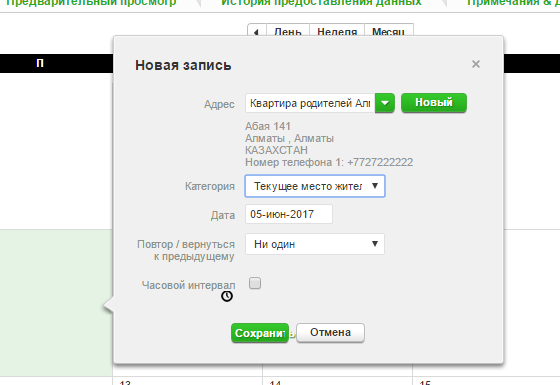 Предварительный просмотр История предоставления данных Примечания & д
День Неделя Месяц
П
Новая запись
×
Адрес Квартира родителей Новый
Абая 141
Алматы , Алматы
КАЗАХСТАН
Номер телефона 1: +7727222222
Категория Текущее место жител
Дата 05-июн-2017
Повтор / вернуться
к предыдущему
Ни один
Часовой интервал
Сохранить Отмена
13 14 15